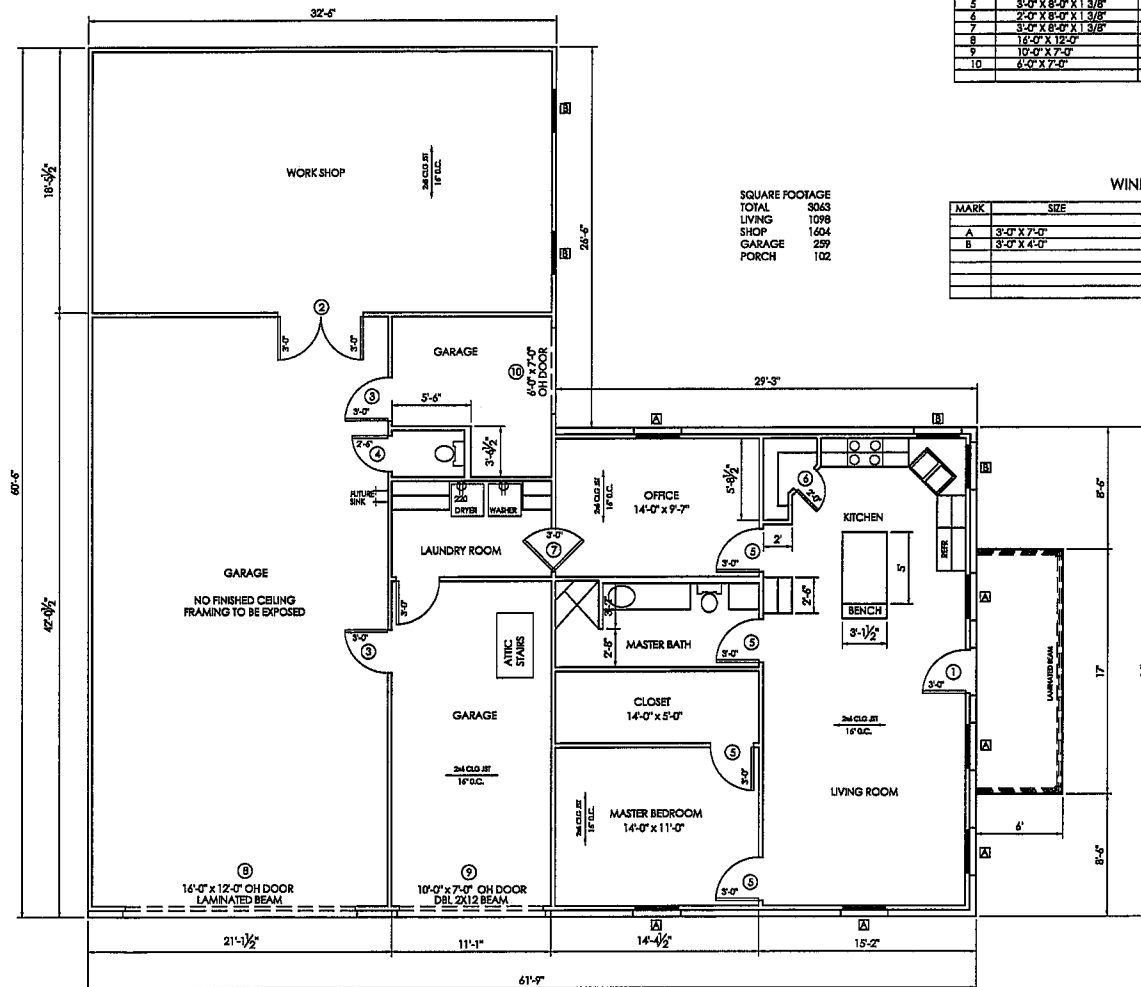 32'-6"
5 3'-0" X 8'-0" X 1 3/8"
6 2'-0" X 8'-0" X 1 3/8"
7 3'-0" X 8'-0" X 1 3/8"
8 16'-0" X 12'-0"
9 10'-0" X 7'-0"
10 6'-0" X 7'-0"
B
WORK SHOP
2x6 CLG JST
16" O.C.
18'-5½"
SQUARE FOOTAGE
TOTAL 3063
LIVING 1098
SHOP 1604
GARAGE 259
PORCH 102
WIN
MARK SIZE
A 3'-0" X 7'-0"
B 3'-0" X 4'-0"
26'-6"
B
2
3'-0"
3'-0"
GARAGE
10
6'-0" X 7'-0"
OH DOOR
3
3'-0"
5'-6"
29'-3"
A
B
2'-6"
4
3'-6½"
60'-6"
FUTURE
SINK
220
DRYER
WASHER
2x6 CLG JST
16" O.C.
OFFICE
14'-0" x 9'-7"
5'-8½"
6
2'-0"
B
8'-6"
KITCHEN
LAUNDRY ROOM
3'-0"
7
5
3'-0"
2'
REFR
5'
GARAGE
NO FINISHED CEILING
FRAMING TO BE EXPOSED
42'-0½"
3'-0"
3'-0"
3
ATTIC
STAIRS
3'-2"
2'-8"
MASTER BATH
5
3'-0"
2'-6"
BENCH
3'-1½"
A
1
3'-0"
LAMINATED BEAM
17'
CLOSET
14'-0" x 5'-0"
GARAGE
2x6 CLG JST
16" O.C.
5
3'-0"
2x6 CLG JST
16" O.C.
A
LIVING ROOM
2x6 CLG JST
16" O.C.
MASTER BEDROOM
14'-0" x 11'-0"
6'
8
16'-0" x 12'-0" OH DOOR
LAMINATED BEAM
9
10'-0" x 7'-0" OH DOOR
DBL 2X12 BEAM
5
3'-0"
A
8'-6"
A
A
21'-1½"
11'-1"
14'-4½"
15'-2"
61'-9"